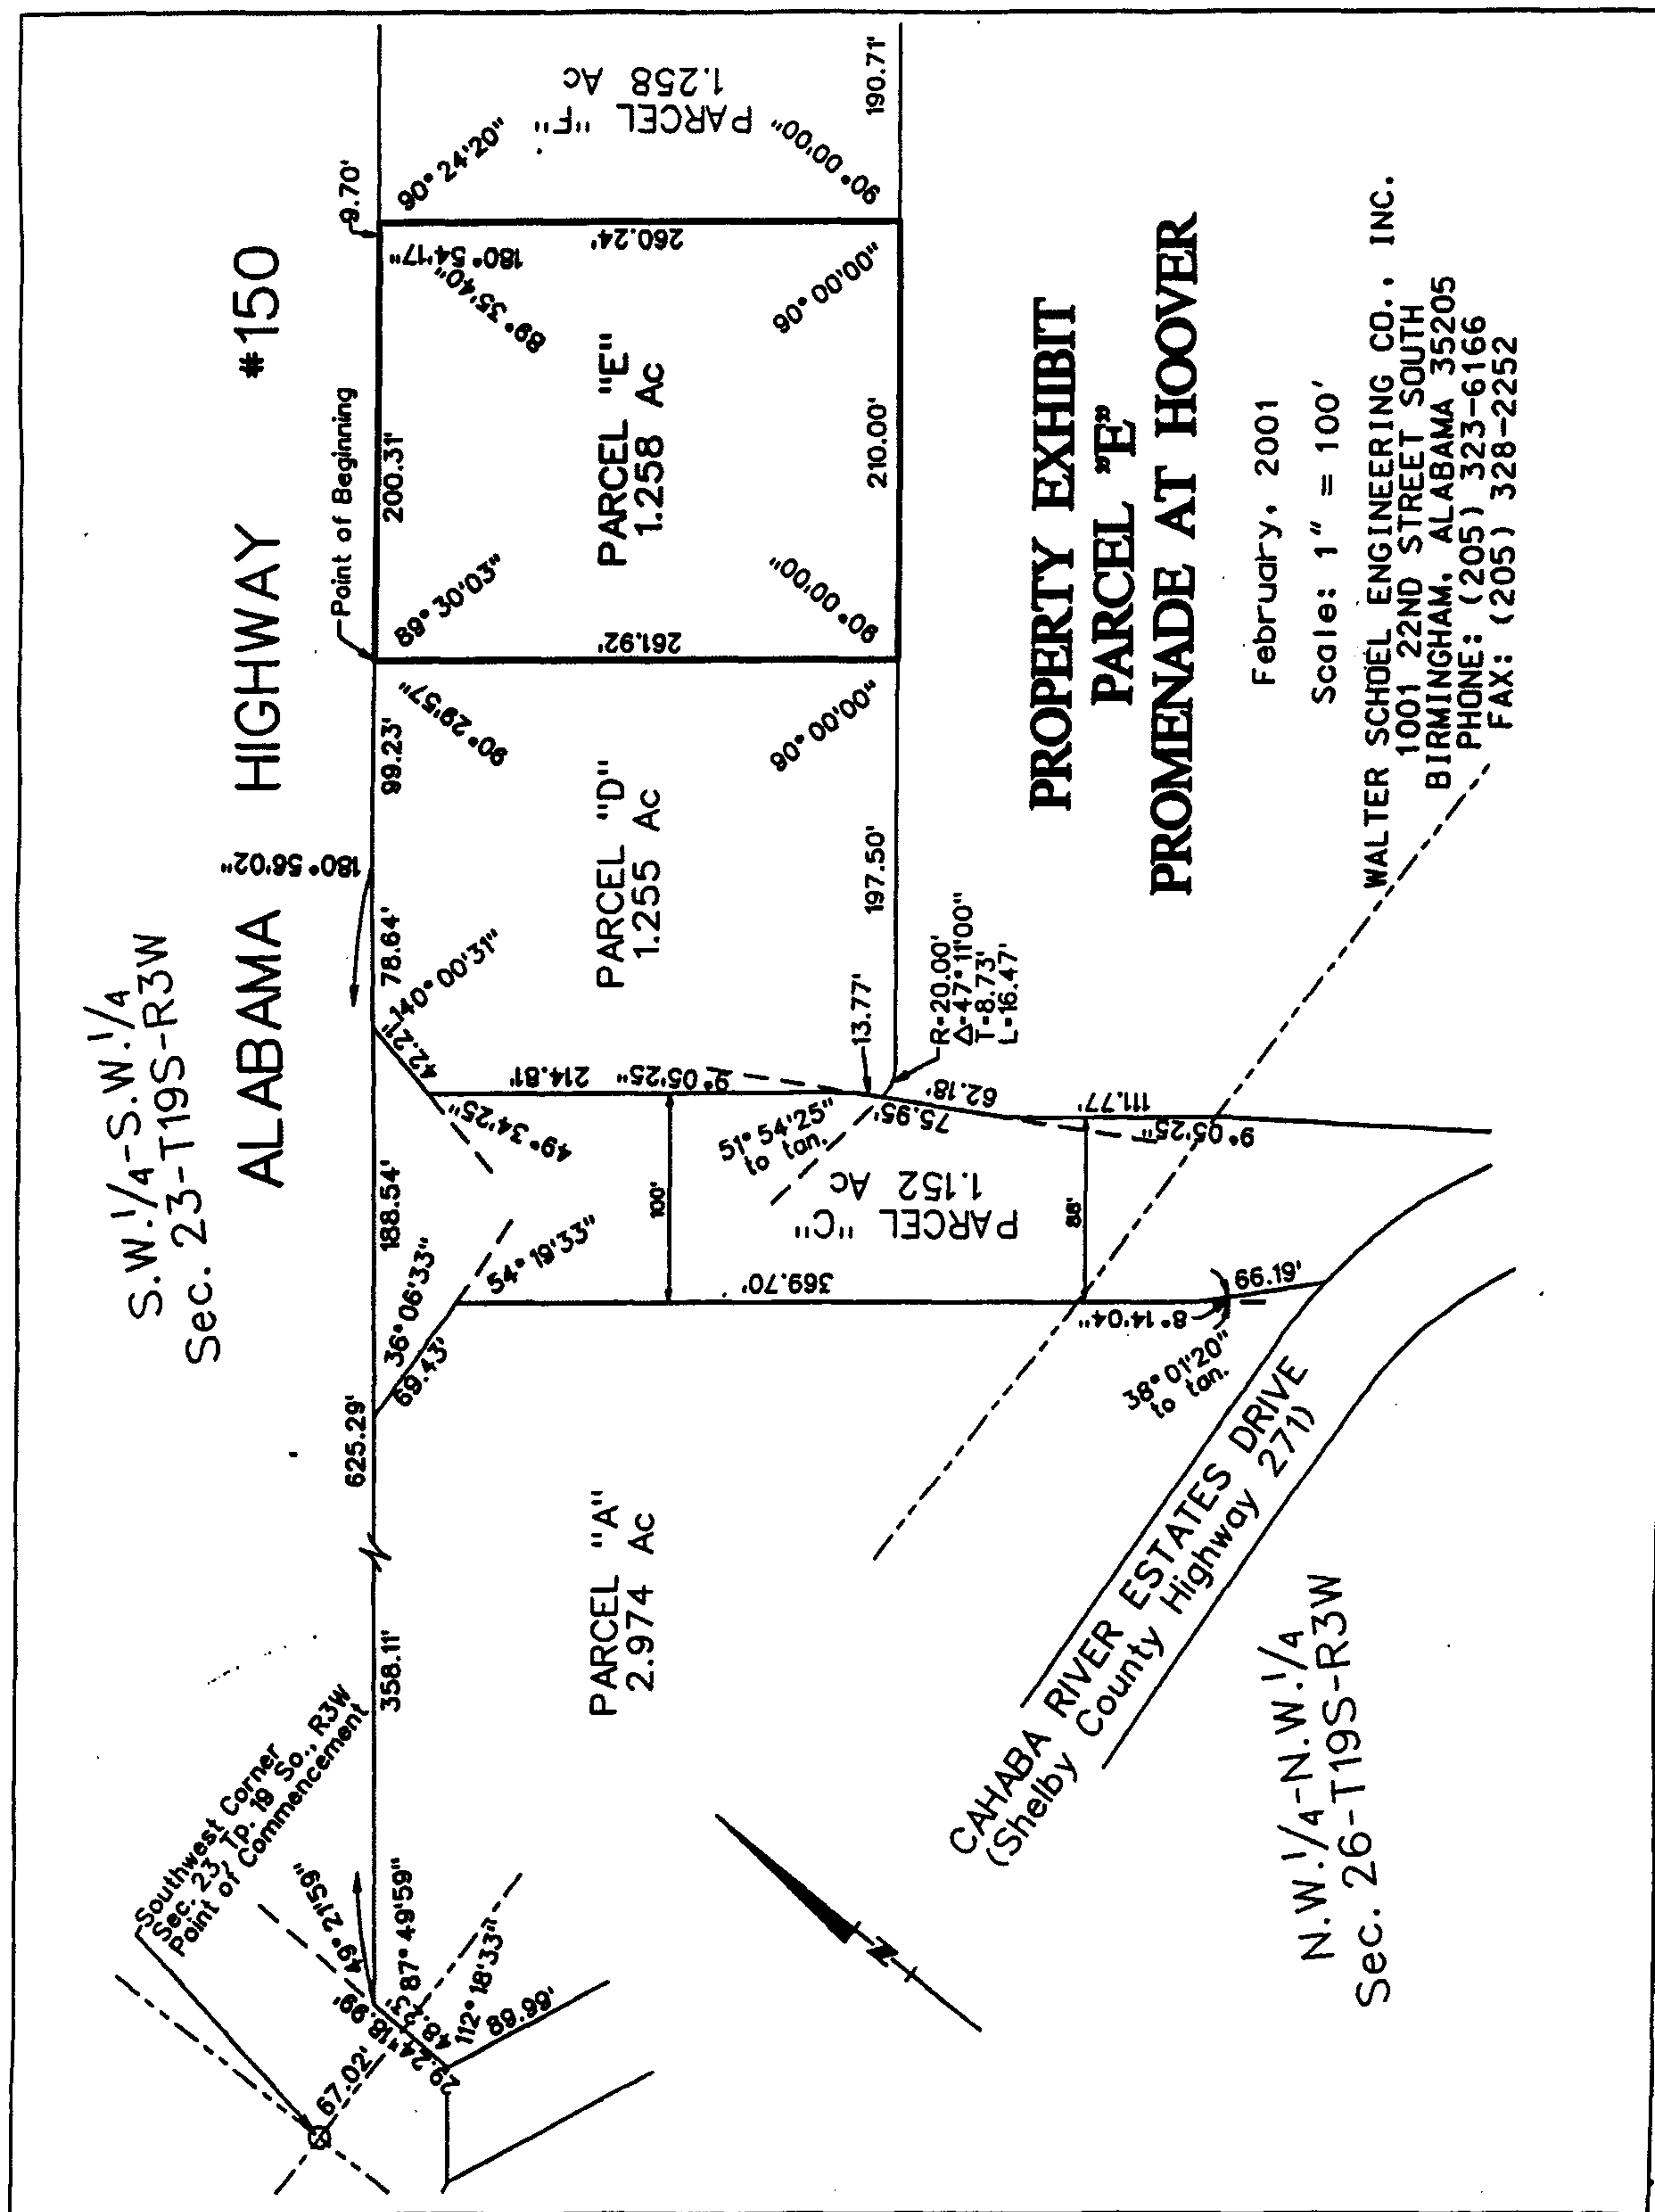 S.W.1/4-S.W.1/4
Sec. 23-T19S-R3W
ALABAMA HIGHWAY #150
Southwest Corner
Sec. 23, Tp. 19 So., R3W
Point of Commencement
67.02'
18.99'
29.24'
48.23'
49° 21'59"
87° 49'59"
112° 18'33"
89.99'
358.11'
625.29'
36° 06'33"
69.43'
188.54'
54° 19'33"
42.21'
140° 00'31"
49° 34'25"
78.64'
180° 56'02"
99.23'
90° 29'57"
Point of Beginning
200.31'
89° 30'03"
9.70'
180° 54'17"
89° 35'40"
90° 24'20"
PARCEL "A"
2.974 Ac
PARCEL "C"
1.152 Ac
100'
369.70'
88'
214.81'
9° 05'25"
51° 54'25"
to tan.
75.95'
62.18'
13.77'
111.77'
9° 05'25"
8° 14'04"
66.19'
38° 01'20"
to tan.
R=20.00'
Δ=47° 11'00"
T=8.73'
L=16.47'
PARCEL "D"
1.255 Ac
90° 00'00"
197.50'
261.92'
PARCEL "E"
1.258 Ac
90° 00'00"
90° 00'00"
210.00'
260.24'
PARCEL "F"
1.258 Ac
90° 00'00"
190.71'
CAHABA RIVER ESTATES DRIVE
(Shelby County Highway 271)
N
N.W.1/4-N.W.1/4
Sec. 26-T19S-R3W
PROPERTY EXHIBIT
PARCEL "E"
PROMENADE AT HOOVER
February, 2001
Scale: 1" = 100'
WALTER SCHOEL ENGINEERING CO., INC.
1001 22ND STREET SOUTH
BIRMINGHAM, ALABAMA 35205
PHONE: (205) 323-6166
FAX: (205) 328-2252